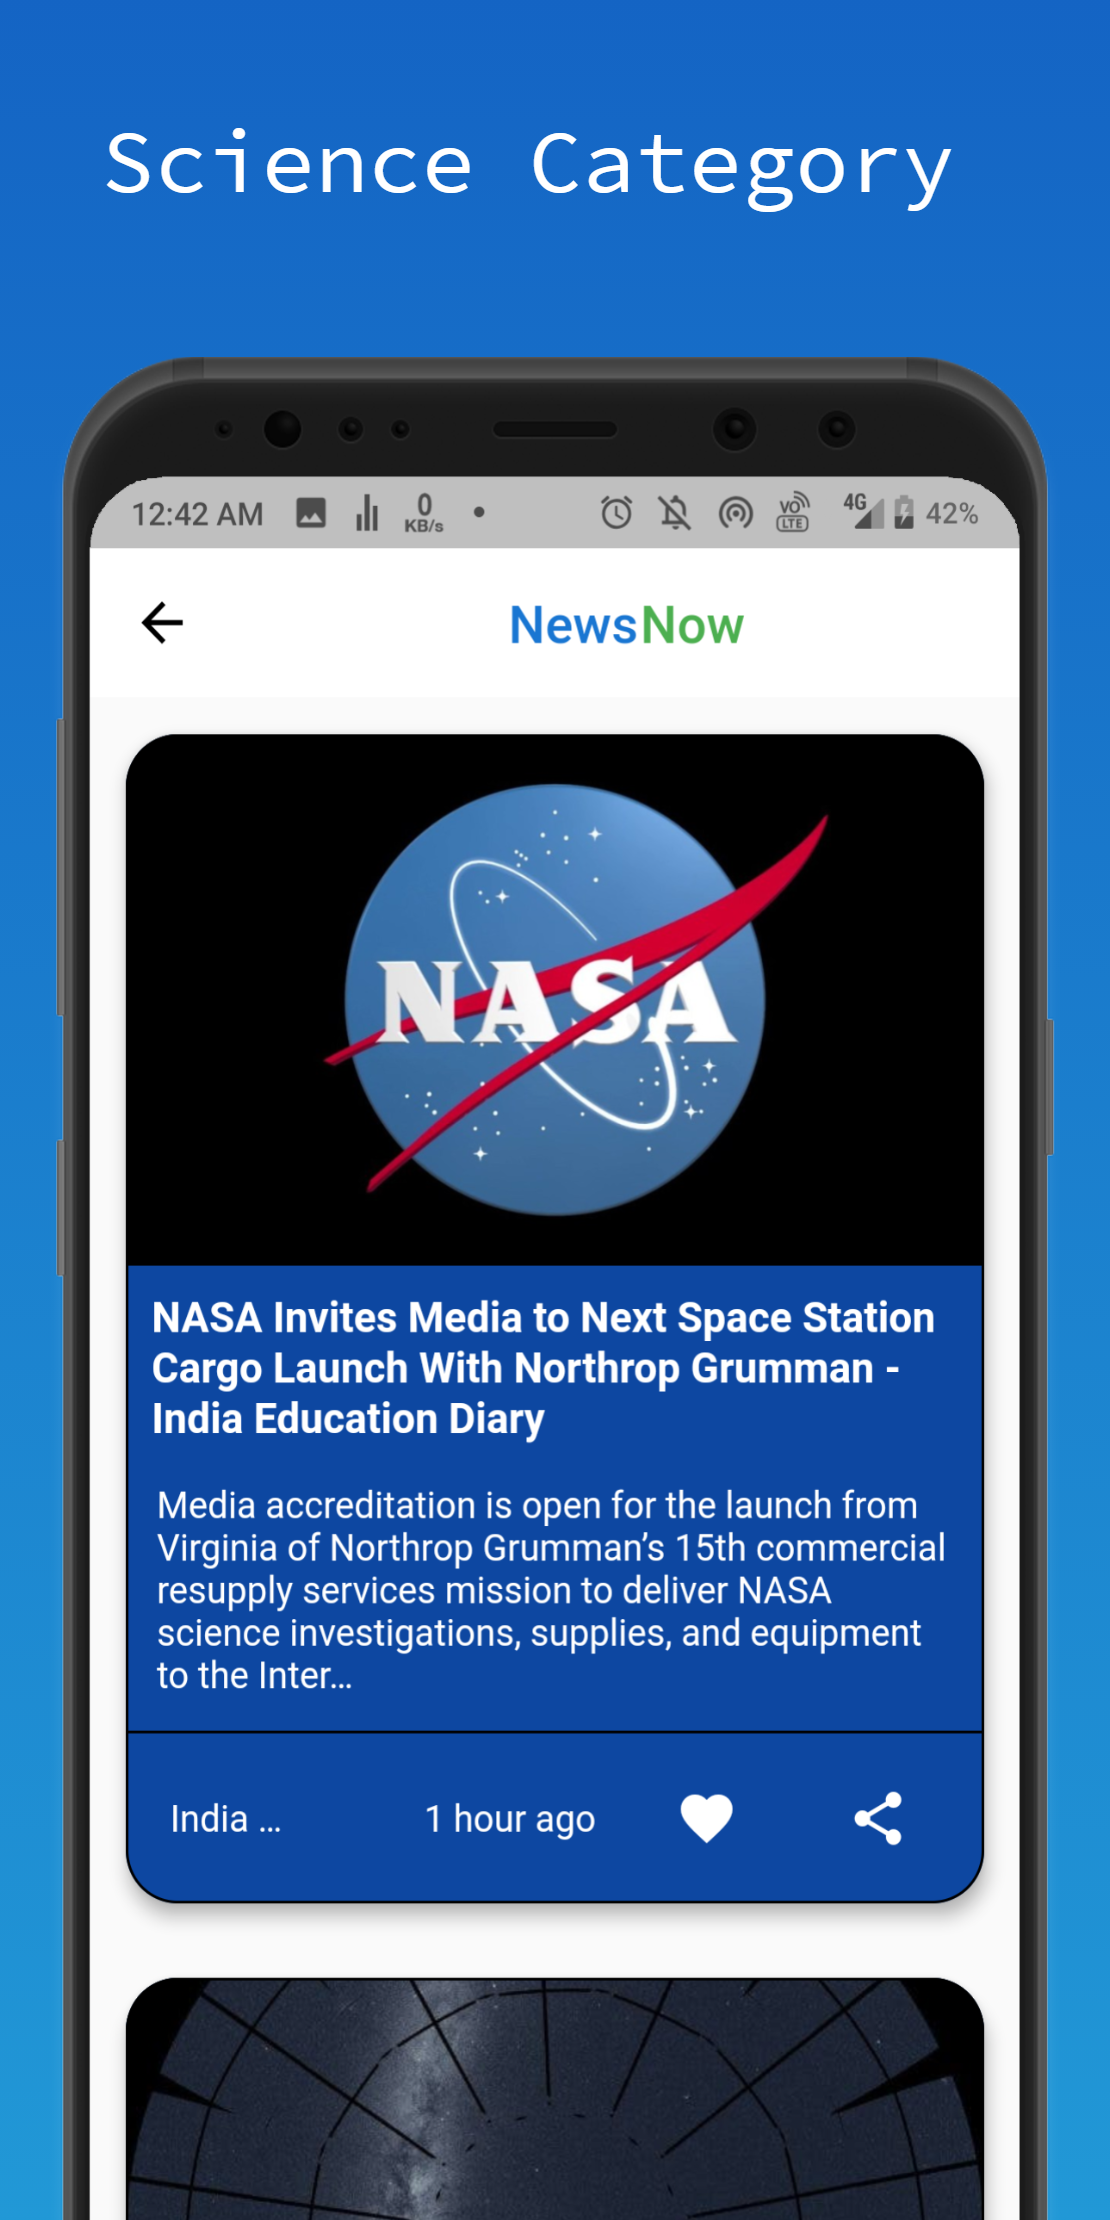 Science Category
12:42 AM 0 KB/s VO LTE 4G 42%
NewsNow
NASA
NASA Invites Media to Next Space Station
Cargo Launch With Northrop Grumman -
India Education Diary
Media accreditation is open for the launch from
Virginia of Northrop Grumman’s 15th commercial
resupply services mission to deliver NASA
science investigations, supplies, and equipment
to the Inter...
India ... 1 hour ago